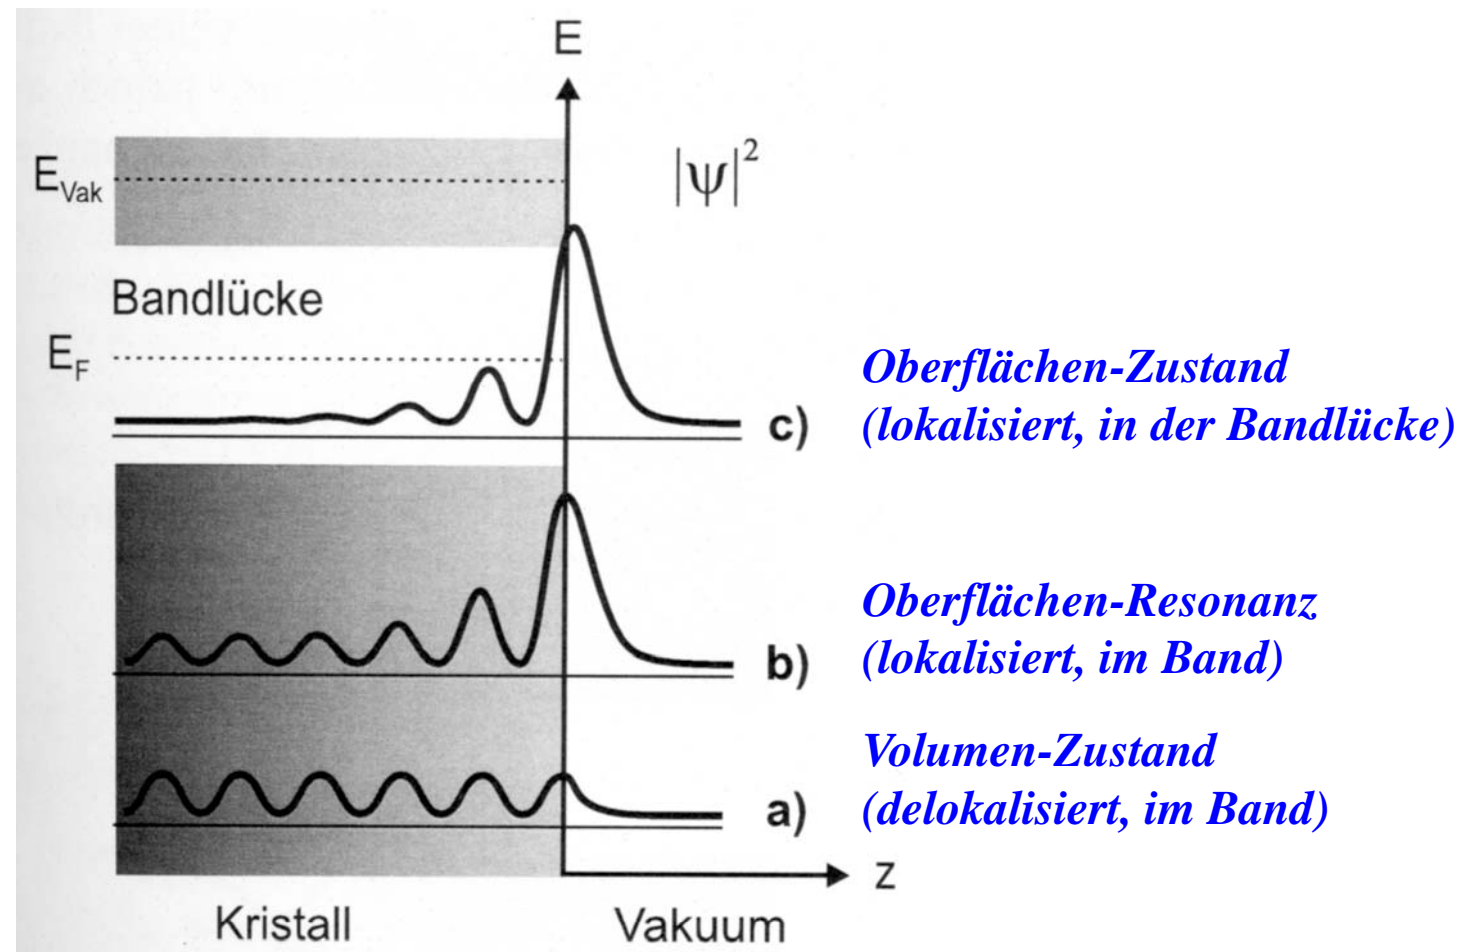 E
E_Vak
|ψ|²
Bandlücke
E_F
Oberflächen-Zustand
(lokalisiert, in der Bandlücke)
c)
Oberflächen-Resonanz
(lokalisiert, im Band)
b)
Volumen-Zustand
(delokalisiert, im Band)
a)
z
Kristall
Vakuum